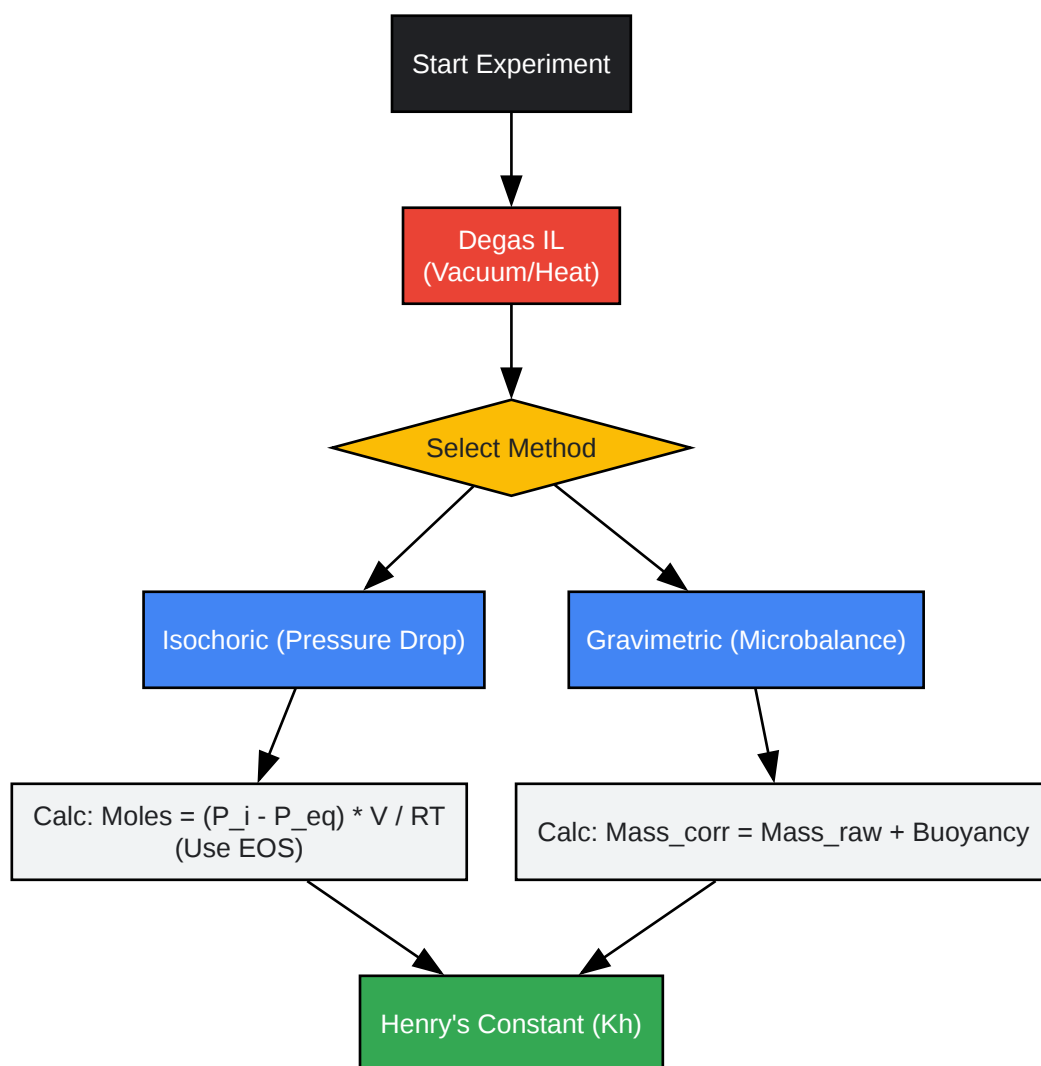 Start Experiment
Degas IL
(Vacuum/Heat)
Select Method
Isochoric (Pressure Drop)
Gravimetric (Microbalance)
Calc: Moles = (P_i - P_eq) * V / RT
(Use EOS)
Calc: Mass_corr = Mass_raw + Buoyancy
Henry's Constant (Kh)